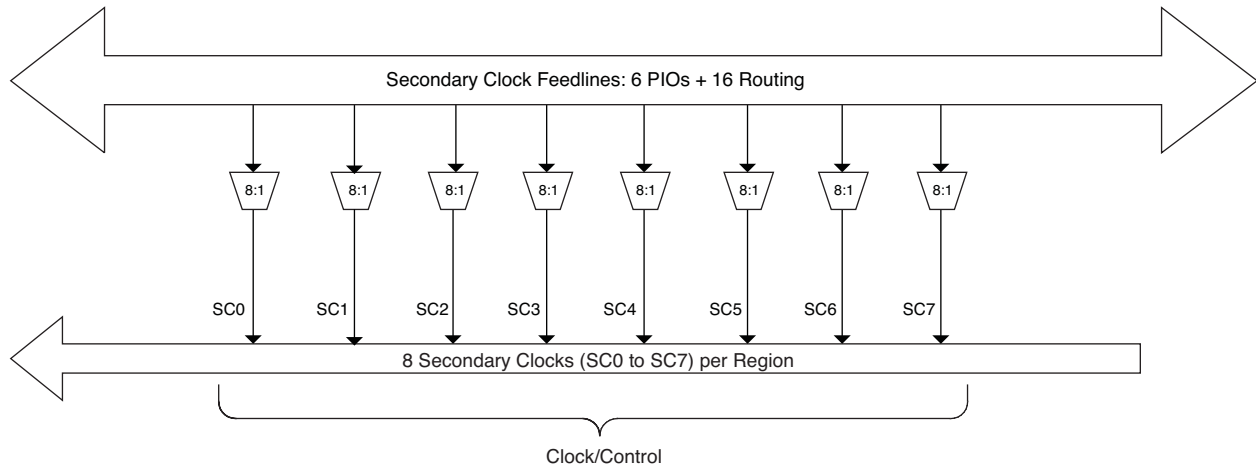 Secondary Clock Feedlines: 6 PIOs + 16 Routing
8:1 8:1 8:1 8:1 8:1 8:1 8:1 8:1
SC0 SC1 SC2 SC3 SC4 SC5 SC6 SC7
8 Secondary Clocks (SC0 to SC7) per Region
Clock/Control